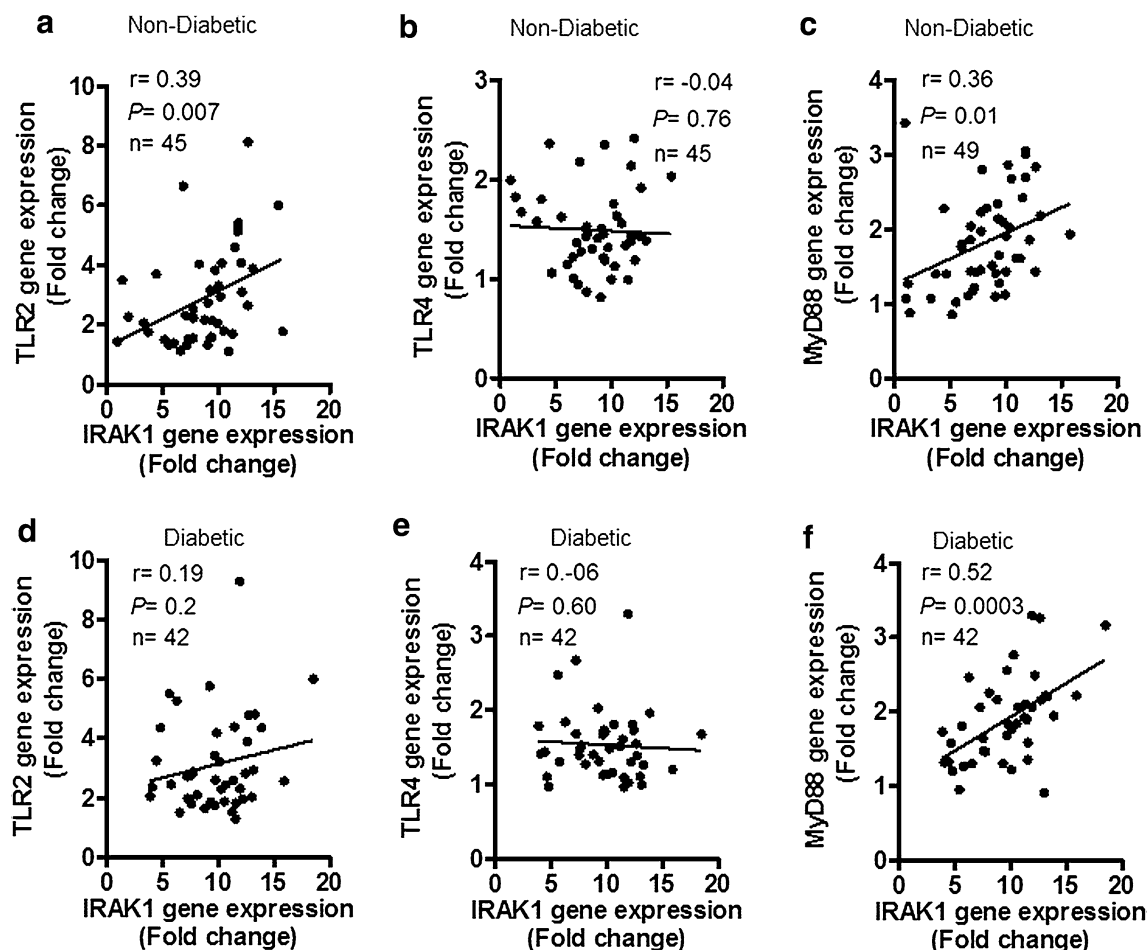 a
Non-Diabetic
r= 0.39
P= 0.007
n= 45
TLR2 gene expression
(Fold change)
10
8
6
4
2
0
0 5 10 15 20
IRAK1 gene expression
(Fold change)
b
Non-Diabetic
r= -0.04
P= 0.76
n= 45
TLR4 gene expression
(Fold change)
3
2
1
0
0 5 10 15 20
IRAK1 gene expression
(Fold change)
c
Non-Diabetic
r= 0.36
P= 0.01
n= 49
MyD88 gene expression
(Fold change)
4
3
2
1
0
0 5 10 15 20
IRAK1 gene expression
(Fold change)
d
Diabetic
r= 0.19
P= 0.2
n= 42
TLR2 gene expression
(Fold change)
10
8
6
4
2
0
0 5 10 15 20
IRAK1 gene expression
(Fold change)
e
Diabetic
r= 0.-06
P= 0.60
n= 42
TLR4 gene expression
(Fold change)
4
3
2
1
0
0 5 10 15 20
IRAK1 gene expression
(Fold change)
f
Diabetic
r= 0.52
P= 0.0003
n= 42
MyD88 gene expression
(Fold change)
4
3
2
1
0
0 5 10 15 20
IRAK1 gene expression
(Fold change)